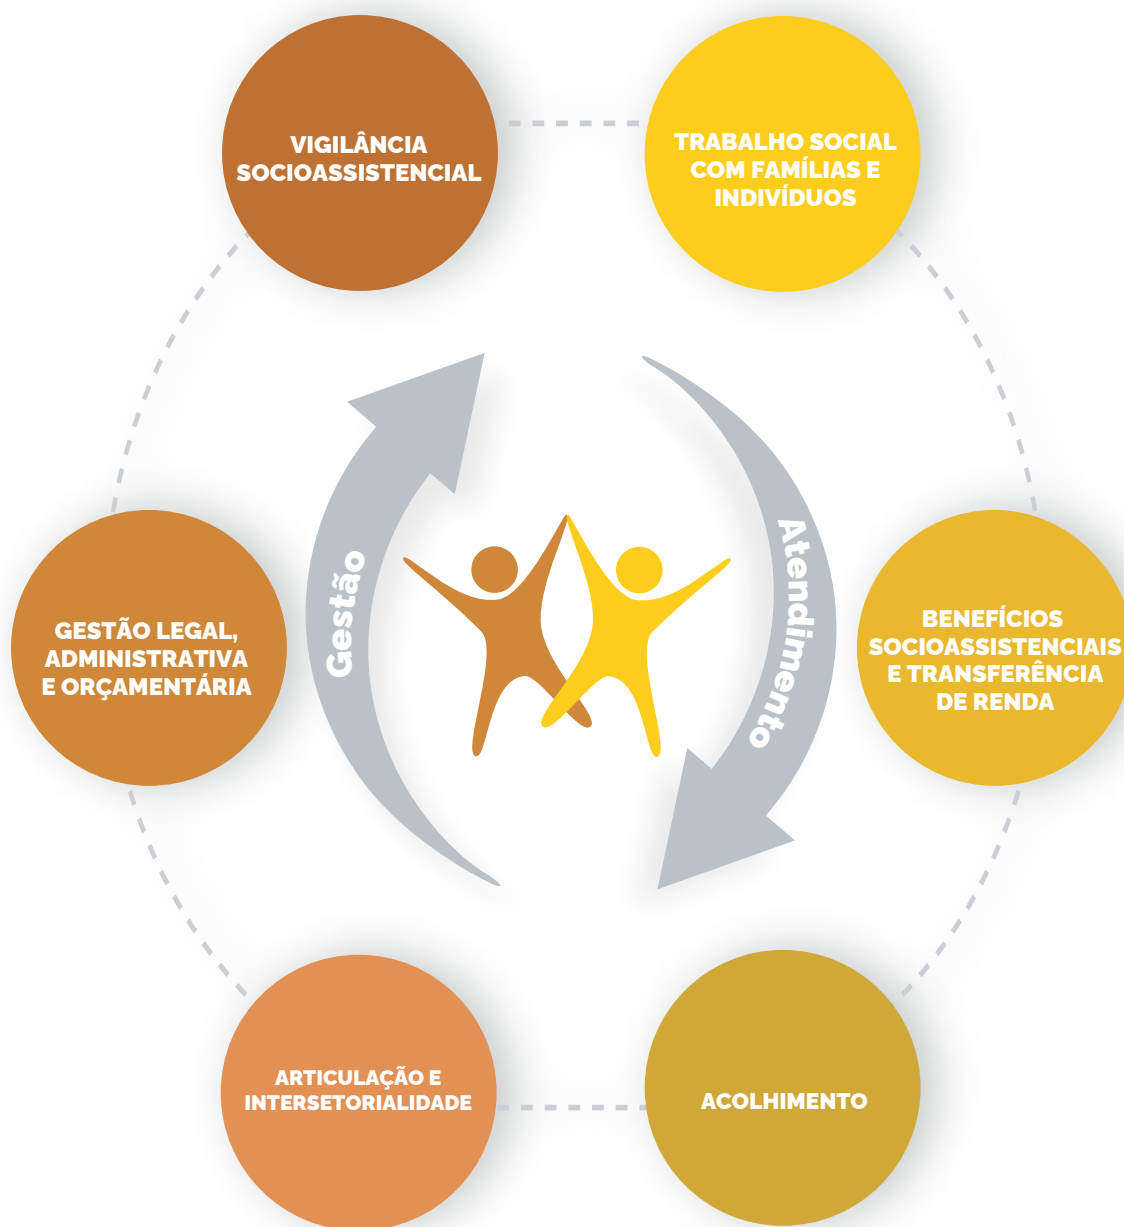 VIGILÂNCIA
SOCIOASSISTENCIAL
TRABALHO SOCIAL
COM FAMÍLIAS E
INDIVÍDUOS
Gestão
Atendimento
GESTÃO LEGAL,
ADMINISTRATIVA
E ORÇAMENTÁRIA
BENEFÍCIOS
SOCIOASSISTENCIAIS
E TRANSFERÊNCIA
DE RENDA
ARTICULAÇÃO E
INTERSETORIALIDADE
ACOLHIMENTO